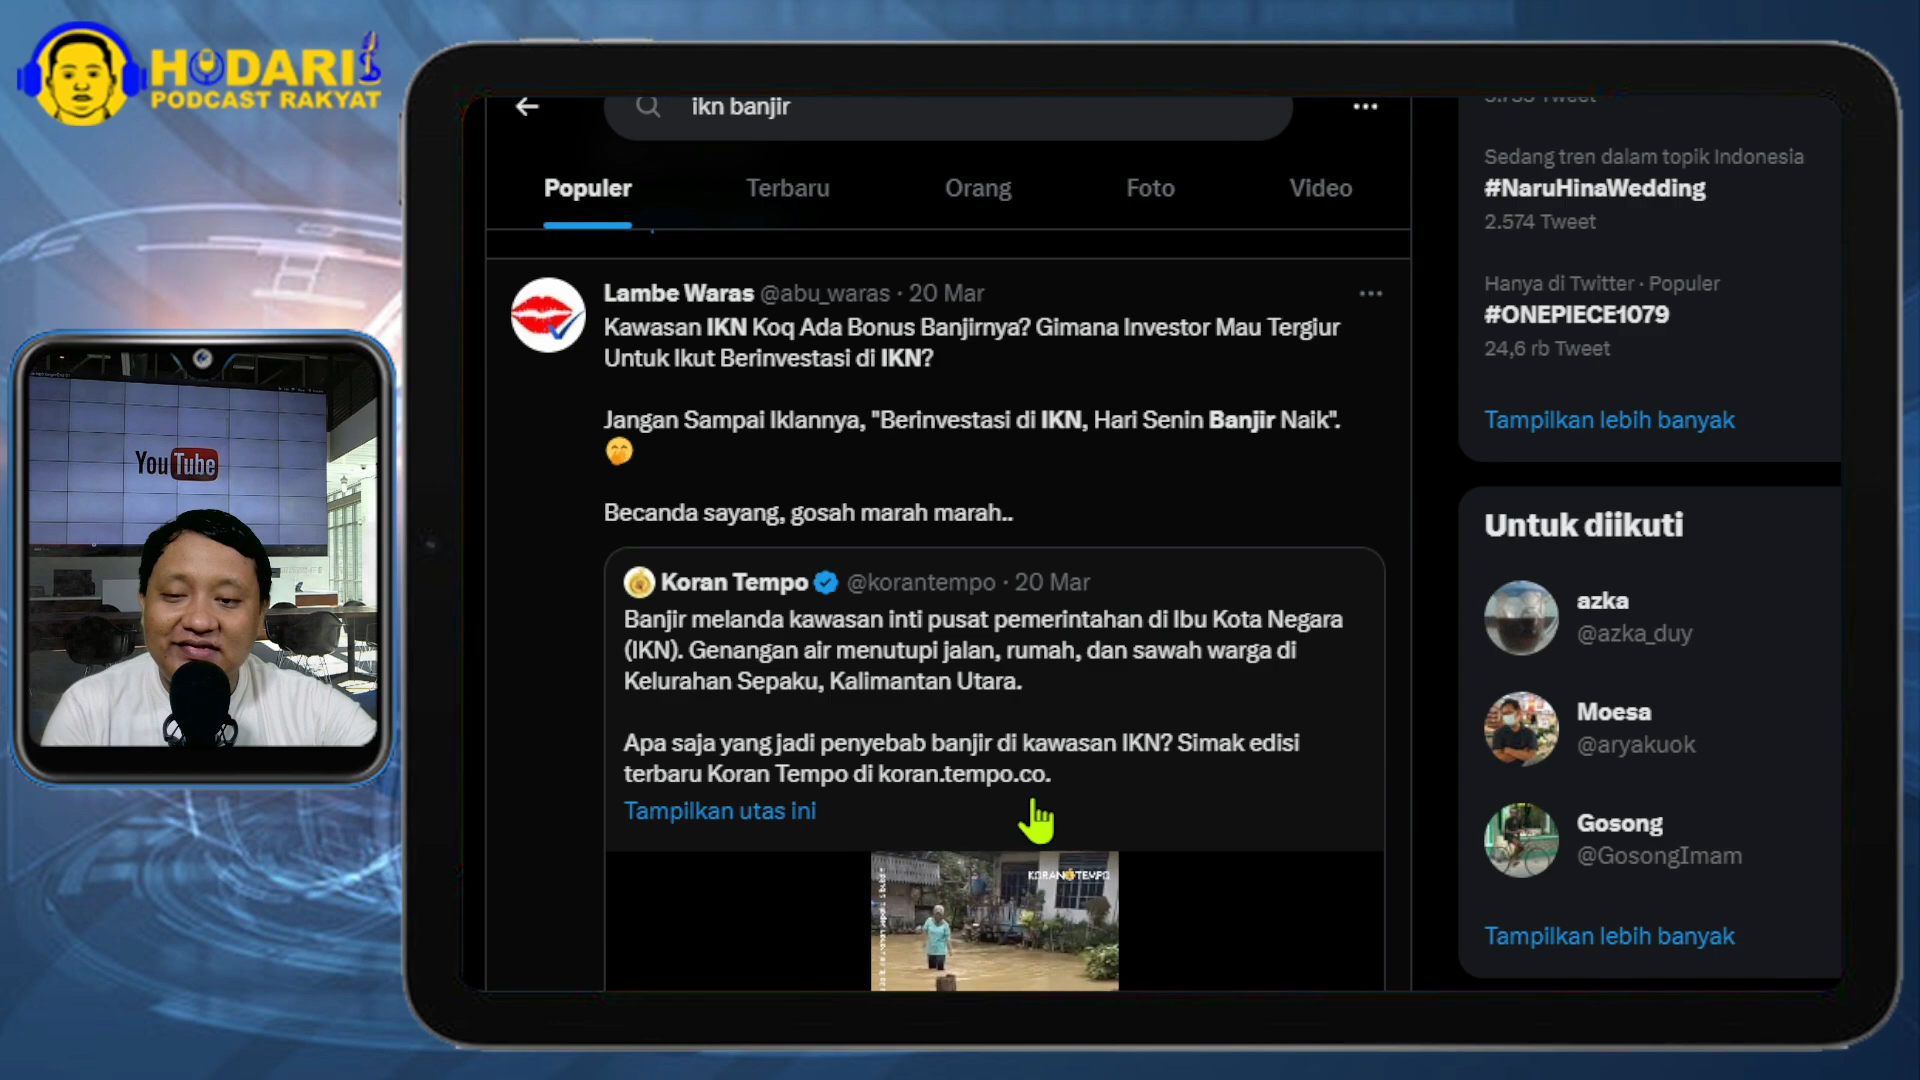 HODARI
PODCAST RAKYAT
YouTube
ikn banjir
Populer
Terbaru
Orang
Foto
Video
Lambe Waras @abu_waras · 20 Mar
Kawasan IKN Koq Ada Bonus Banjirnya? Gimana Investor Mau Tergiur
Untuk Ikut Berinvestasi di IKN?
Jangan Sampai Iklannya, "Berinvestasi di IKN, Hari Senin Banjir Naik".
Becanda sayang, gosah marah marah..
Koran Tempo @korantempo · 20 Mar
Banjir melanda kawasan inti pusat pemerintahan di Ibu Kota Negara
(IKN). Genangan air menutupi jalan, rumah, dan sawah warga di
Kelurahan Sepaku, Kalimantan Utara.
Apa saja yang jadi penyebab banjir di kawasan IKN? Simak edisi
terbaru Koran Tempo di koran.tempo.co.
Tampilkan utas ini
KORAN TEMPO
3.735 Tweet
Sedang tren dalam topik Indonesia
#NaruHinaWedding
2.574 Tweet
Hanya di Twitter · Populer
#ONEPIECE1079
24,6 rb Tweet
Tampilkan lebih banyak
Untuk diikuti
azka
@azka_duy
Moesa
@aryakuok
Gosong
@GosongImam
Tampilkan lebih banyak